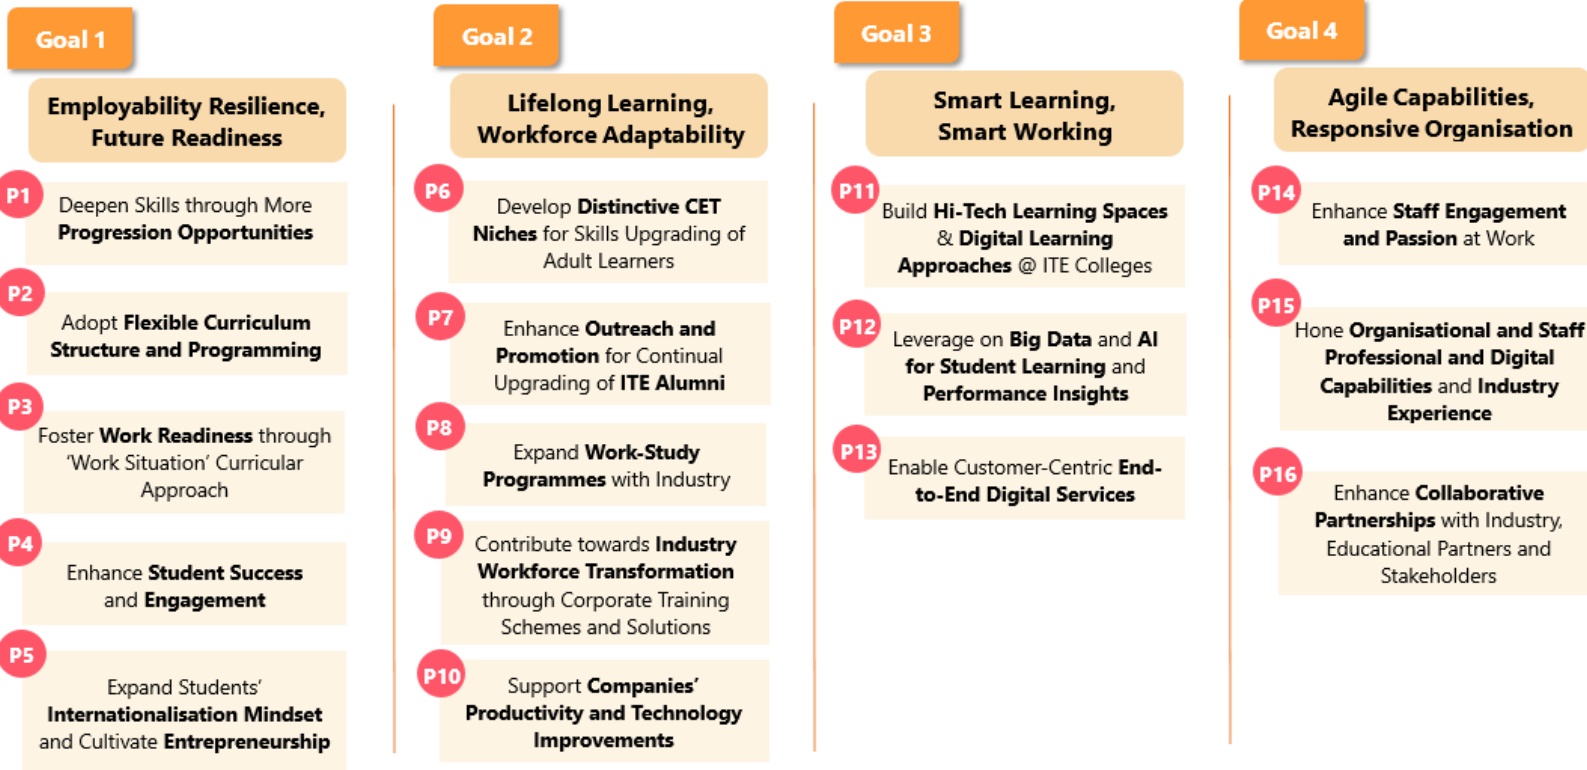 Goal 1
Employability Resilience,
Future Readiness
P1
Deepen Skills through More
Progression Opportunities
P2
Adopt Flexible Curriculum
Structure and Programming
P3
Foster Work Readiness through
‘Work Situation’ Curricular
Approach
P4
Enhance Student Success
and Engagement
P5
Expand Students’
Internationalisation Mindset
and Cultivate Entrepreneurship
Goal 2
Lifelong Learning,
Workforce Adaptability
P6
Develop Distinctive CET
Niches for Skills Upgrading of
Adult Learners
P7
Enhance Outreach and
Promotion for Continual
Upgrading of ITE Alumni
P8
Expand Work-Study
Programmes with Industry
P9
Contribute towards Industry
Workforce Transformation
through Corporate Training
Schemes and Solutions
P10
Support Companies’
Productivity and Technology
Improvements
Goal 3
Smart Learning,
Smart Working
P11
Build Hi-Tech Learning Spaces
& Digital Learning
Approaches @ ITE Colleges
P12
Leverage on Big Data and AI
for Student Learning and
Performance Insights
P13
Enable Customer-Centric End-
to-End Digital Services
Goal 4
Agile Capabilities,
Responsive Organisation
P14
Enhance Staff Engagement
and Passion at Work
P15
Hone Organisational and Staff
Professional and Digital
Capabilities and Industry
Experience
P16
Enhance Collaborative
Partnerships with Industry,
Educational Partners and
Stakeholders